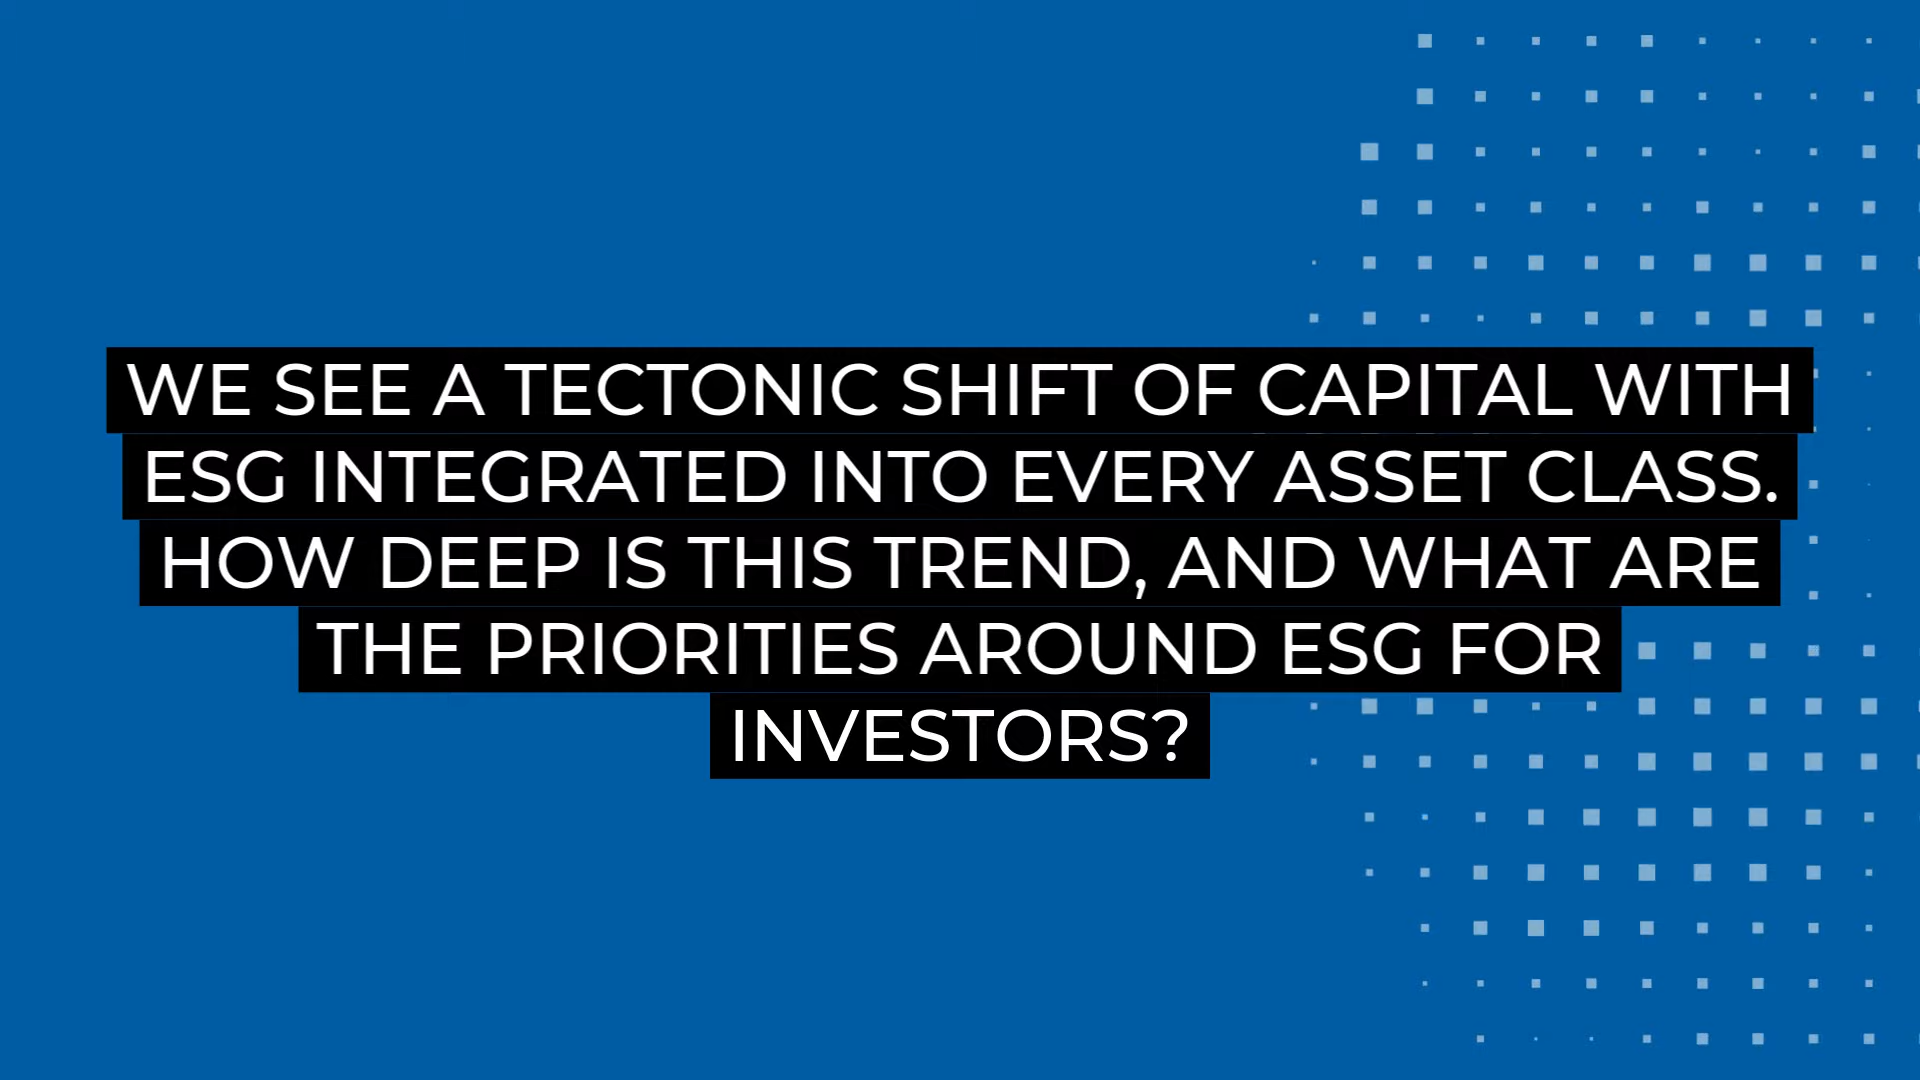 WE SEE A TECTONIC SHIFT OF CAPITAL WITH
ESG INTEGRATED INTO EVERY ASSET CLASS.
HOW DEEP IS THIS TREND, AND WHAT ARE
THE PRIORITIES AROUND ESG FOR
INVESTORS?